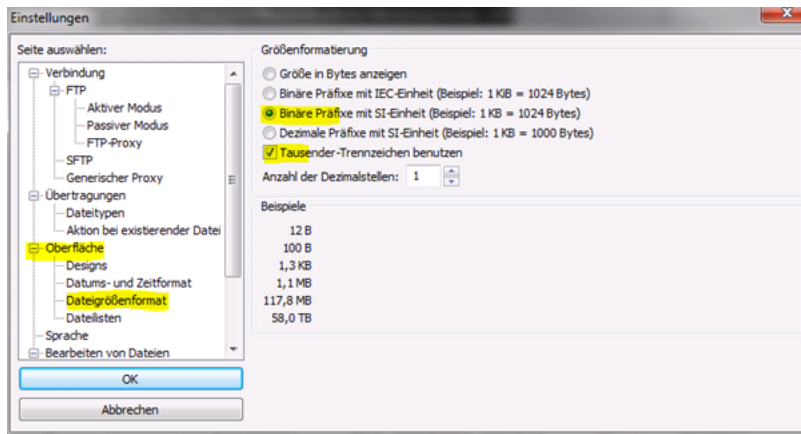 Einstellungen
Seite auswählen:
Verbindung
FTP
Aktiver Modus
Passiver Modus
FTP-Proxy
SFTP
Generischer Proxy
Übertragungen
Dateitypen
Aktion bei existierender Datei
Oberfläche
Designs
Datums- und Zeitformat
Dateigrößenformat
Dateilisten
Sprache
Bearbeiten von Dateien
OK
Abbrechen
Größenformatierung
Größe in Bytes anzeigen
Binäre Präfixe mit IEC-Einheit (Beispiel: 1 KiB = 1024 Bytes)
Binäre Präfixe mit SI-Einheit (Beispiel: 1 KB = 1024 Bytes)
Dezimale Präfixe mit SI-Einheit (Beispiel: 1 kB = 1000 Bytes)
Tausender-Trennzeichen benutzen
Anzahl der Dezimalstellen: 1
Beispiele
12 B
100 B
1,3 KB
1,1 MB
117,8 MB
58,0 TB